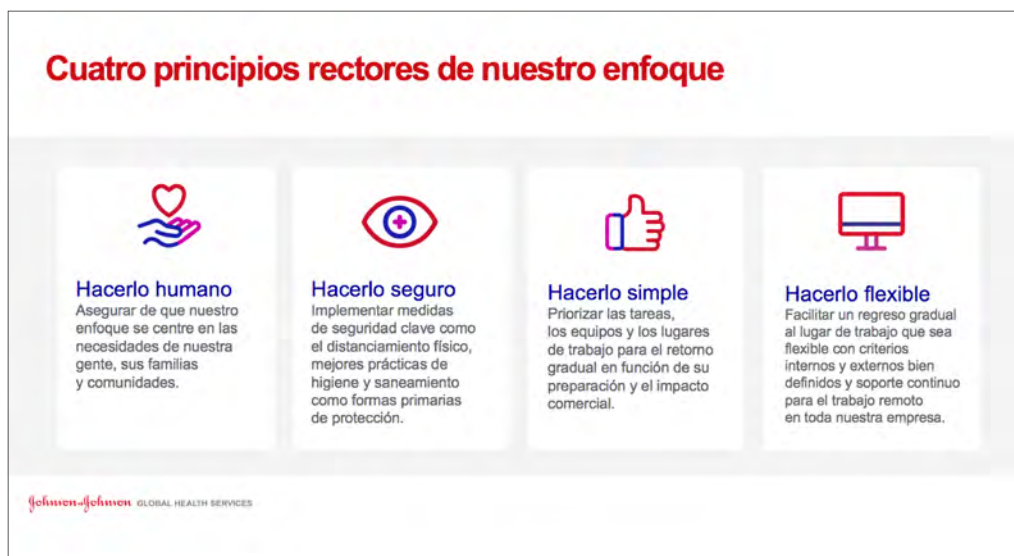 Cuatro principios rectores de nuestro enfoque
Hacerlo humano
Asegurar de que nuestro
enfoque se centre en las
necesidades de nuestra
gente, sus familias
y comunidades.
Hacerlo seguro
Implementar medidas
de seguridad clave como
el distanciamiento físico,
mejores prácticas de
higiene y saneamiento
como formas primarias
de protección.
Hacerlo simple
Priorizar las tareas,
los equipos y los lugares
de trabajo para el retorno
gradual en función de su
preparación y el impacto
comercial.
Hacerlo flexible
Facilitar un regreso gradual
al lugar de trabajo que sea
flexible con criterios
internos y externos bien
definidos y soporte continuo
para el trabajo remoto
en toda nuestra empresa.
Johnson & Johnson GLOBAL HEALTH SERVICES